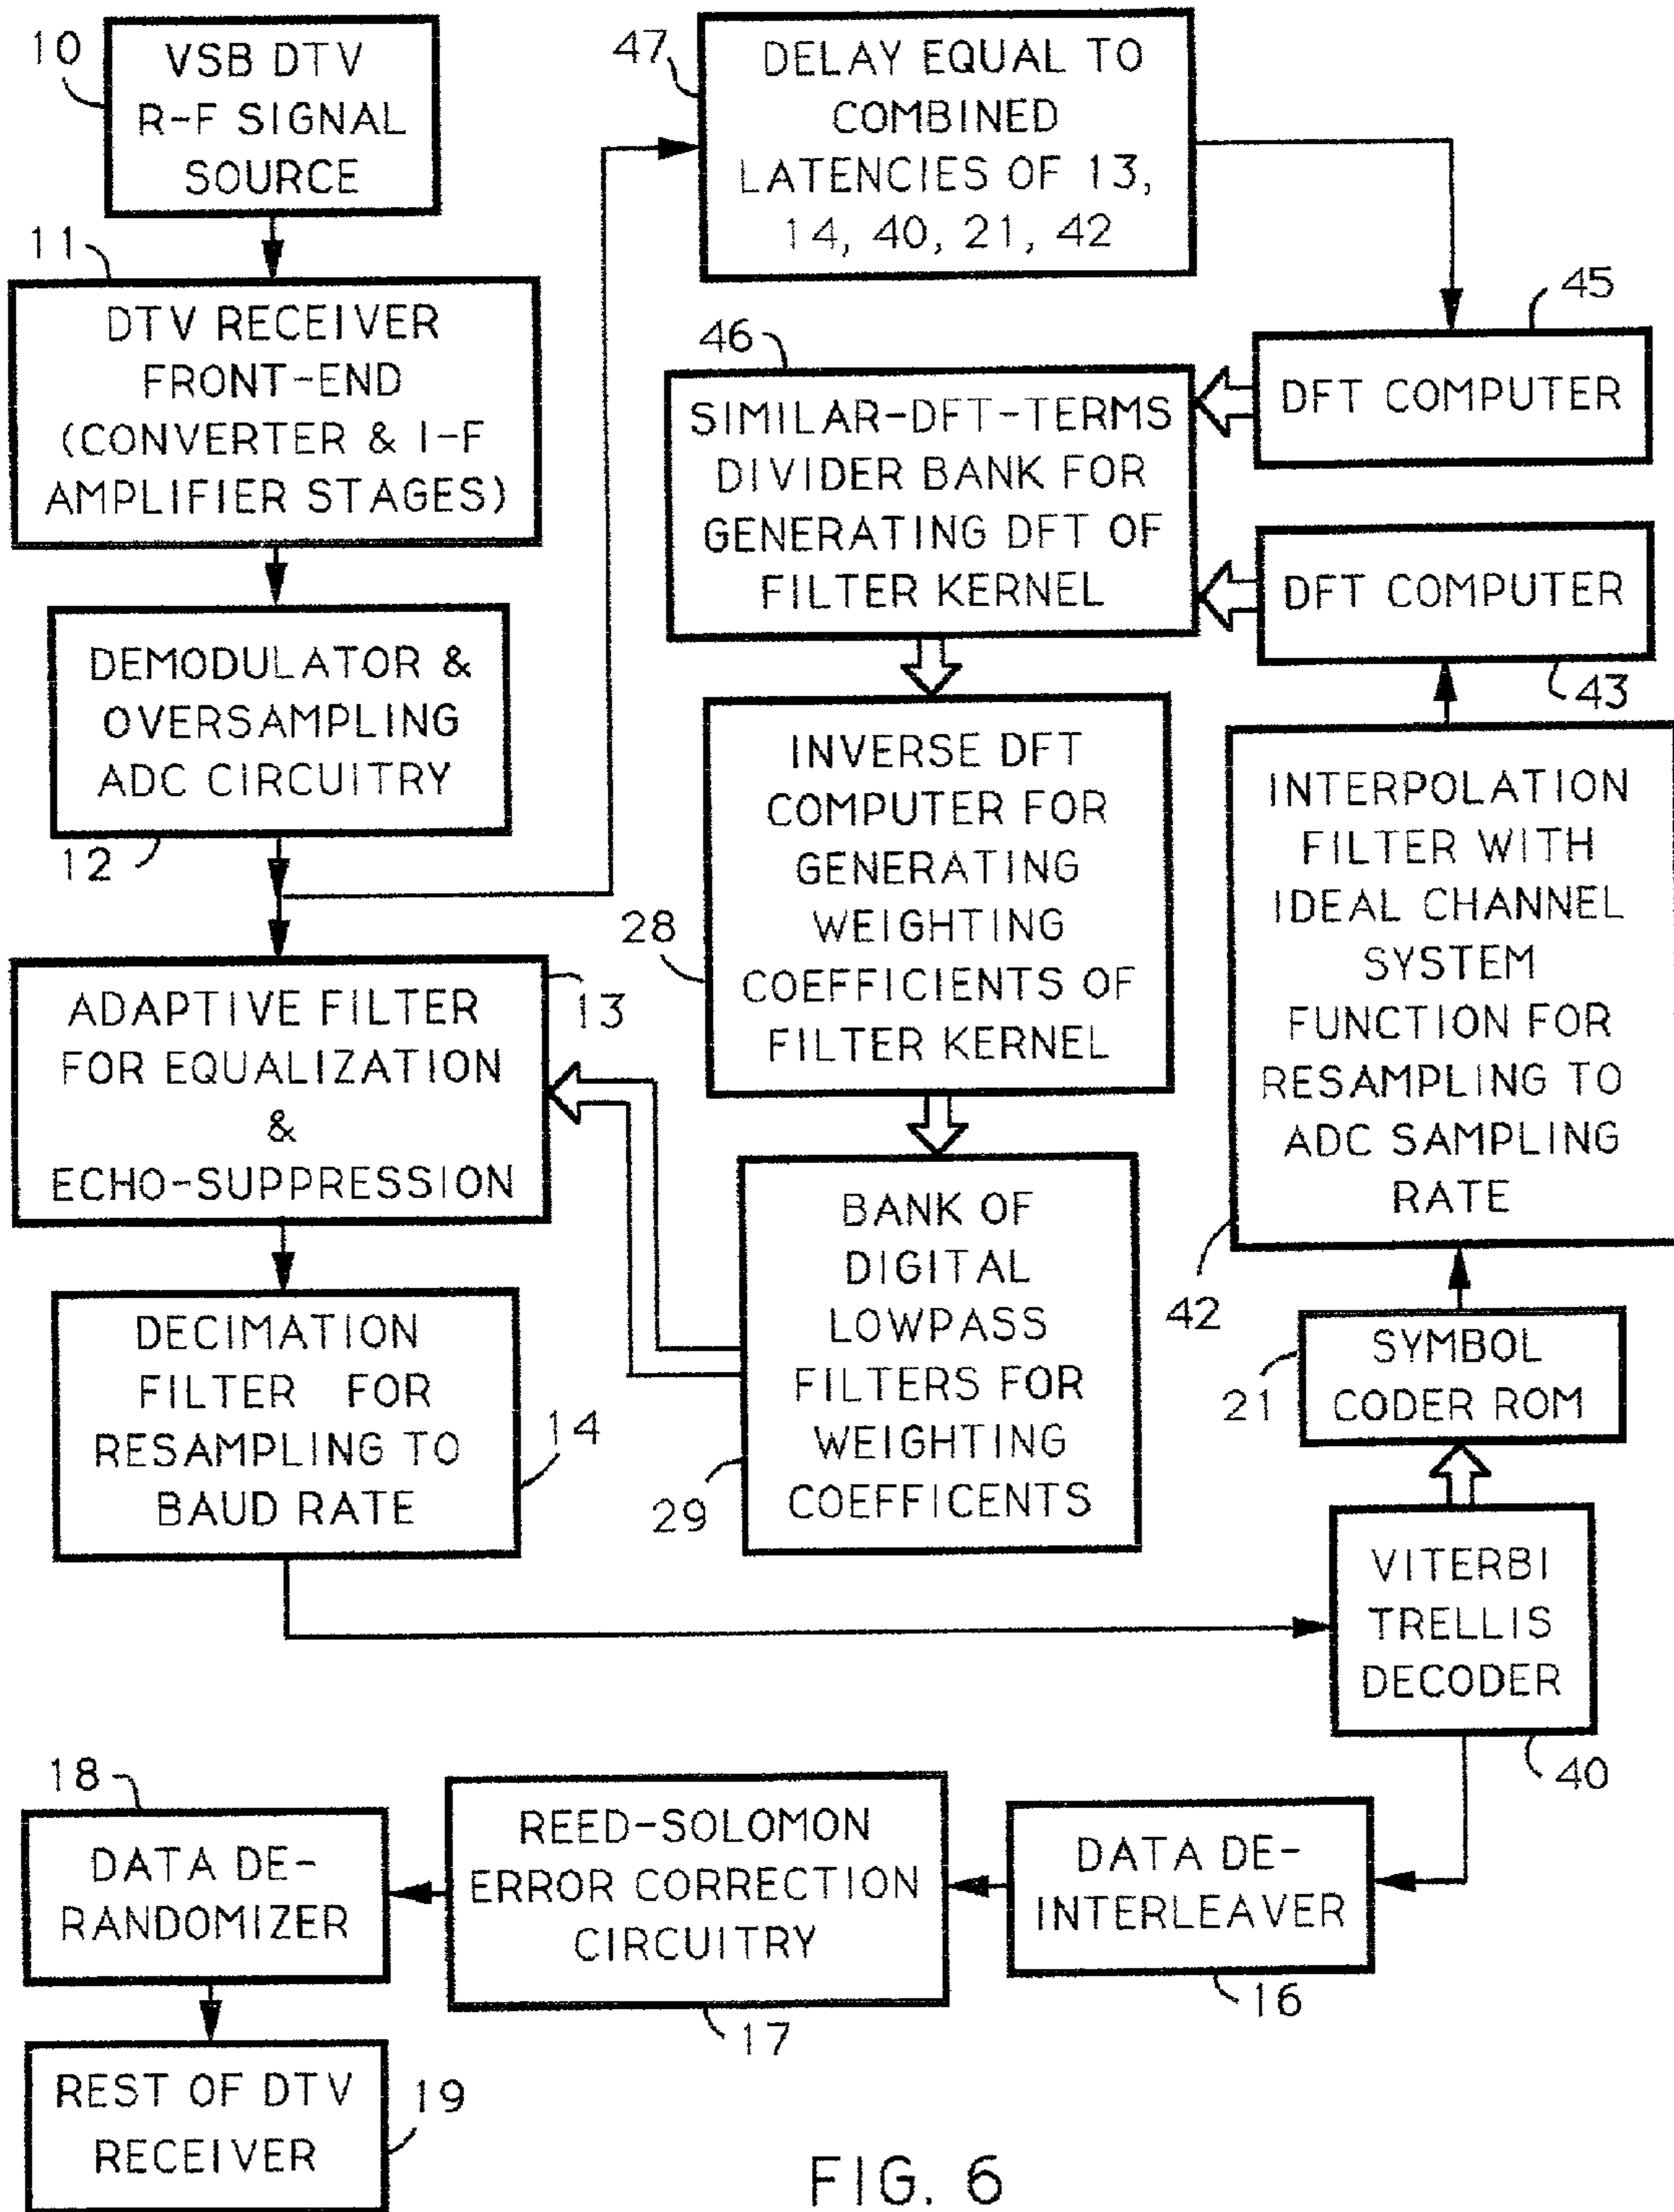 10
VSB DTV
R-F SIGNAL
SOURCE
11
DTV RECEIVER
FRONT-END
(CONVERTER & I-F
AMPLIFIER STAGES)
DEMODULATOR &
OVERSAMPLING
ADC CIRCUITRY
12
ADAPTIVE FILTER
FOR EQUALIZATION
&
ECHO-SUPPRESSION
13
DECIMATION
FILTER FOR
RESAMPLING TO
BAUD RATE
14
47
DELAY EQUAL TO
COMBINED
LATENCIES OF 13,
14, 40, 21, 42
45
DFT COMPUTER
46
SIMILAR-DFT-TERMS
DIVIDER BANK FOR
GENERATING DFT OF
FILTER KERNEL
DFT COMPUTER
43
INVERSE DFT
COMPUTER FOR
GENERATING
WEIGHTING
COEFFICIENTS OF
FILTER KERNEL
28
BANK OF
DIGITAL
LOWPASS
FILTERS FOR
WEIGHTING
COEFFICENTS
29
INTERPOLATION
FILTER WITH
IDEAL CHANNEL
SYSTEM
FUNCTION FOR
RESAMPLING TO
ADC SAMPLING
RATE
42
SYMBOL
CODER ROM
21
VITERBI
TRELLIS
DECODER
40
DATA DE-
INTERLEAVER
16
REED-SOLOMON
ERROR CORRECTION
CIRCUITRY
17
18
DATA DE-
RANDOMIZER
REST OF DTV
RECEIVER
19
FIG. 6